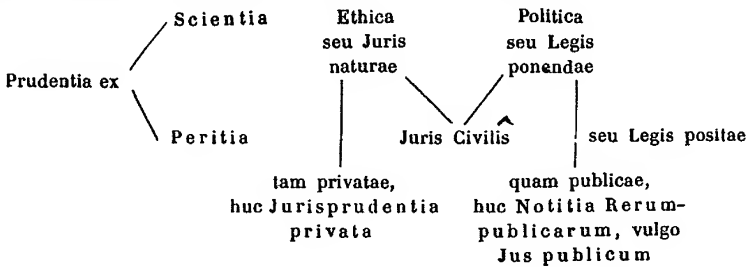 Scientia
Ethica
seu Juris
naturae
Politica
seu Legis
ponendae
Prudentia ex
Peritia
Juris Civilis
seu Legis positae
tam privatae,
huc Jurisprudentia
privata
quam publicae,
huc Notitia Rerum-
publicarum, vulgo
Jus publicum